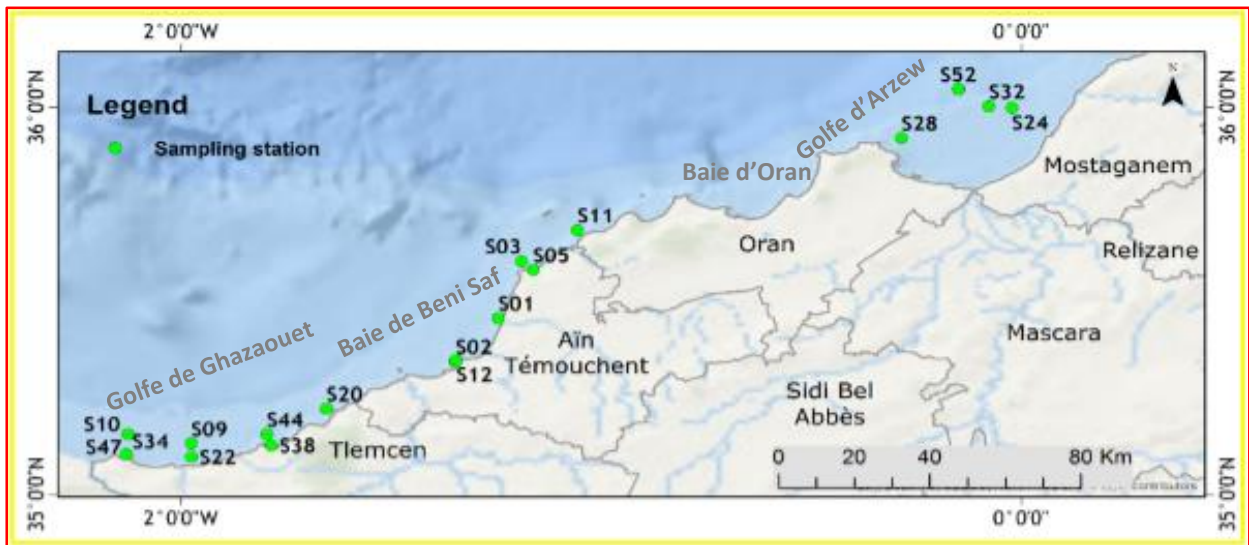 2°0'0"W
0°0'0"
36°0'0"N
36°0'0"N
Legend
Sampling station
N
S52
S32
S24
S28
Golfe d'Arzew
Baie d'Oran
Mostaganem
S11
Oran
Relizane
S03
S05
Baie de Beni Saf
S01
Mascara
Aïn
Témouchent
S02
S12
Golfe de Ghazaouet
Sidi Bel
Abbès
S20
S10
S09
S44
S47
S34
S22
S38
Tlemcen
0 20 40 80 Km
contributors
35°0'0"N
35°0'0"N
2°0'0"W
0°0'0"